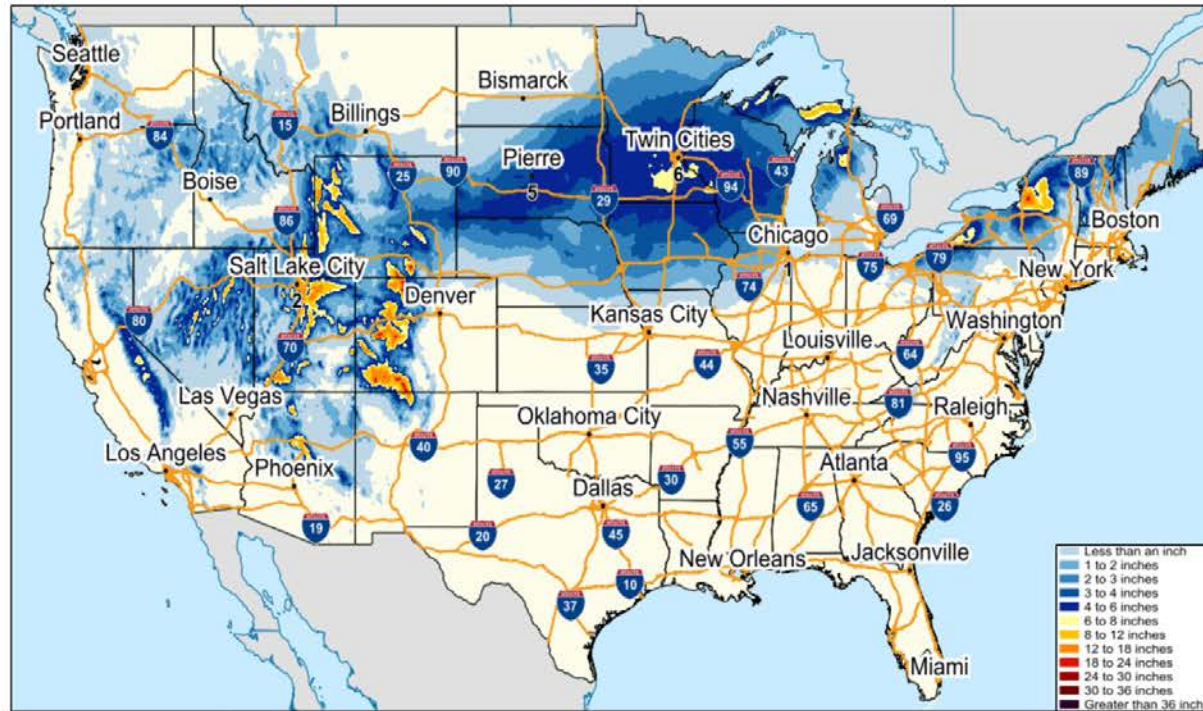 Seattle
Portland
84
15
Billings
Bismarck
Twin Cities
6
Pierre
5
25
90
29
94
43
Boise
86
69
89
Boston
Chicago
1
Salt Lake City
2
Denver
74
75
79
New York
80
70
Kansas City
Washington
Louisville
64
35
44
Las Vegas
Nashville
81
Raleigh
Oklahoma City
40
55
95
Los Angeles
Phoenix
27
30
Atlanta
Dallas
65
26
19
20
45
New Orleans
Jacksonville
10
37
Miami
Less than an inch
1 to 2 inches
2 to 3 inches
3 to 4 inches
4 to 6 inches
6 to 8 inches
8 to 12 inches
12 to 18 inches
18 to 24 inches
24 to 30 inches
30 to 36 inches
Greater than 36 inch